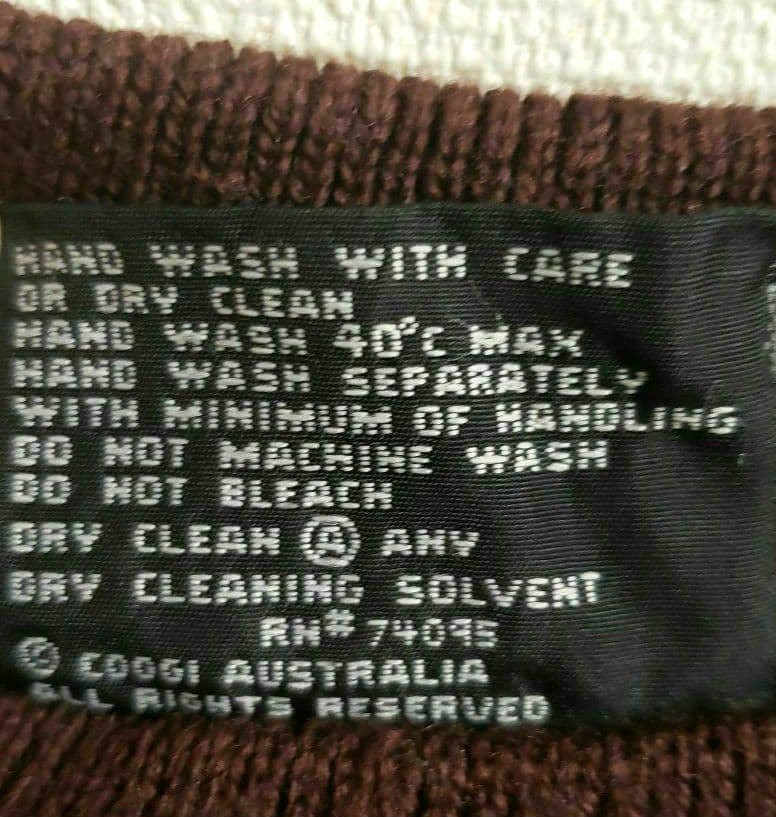 HAND WASH WITH CARE
OR DRY CLEAN
HAND WASH 40°C MAX
HAND WASH SEPARATELY
WITH MINIMUM OF HANDLING
DO NOT MACHINE WASH
DO NOT BLEACH
DRY CLEAN Ⓐ ANY
DRY CLEANING SOLVENT
RN# 74095
© COOGI AUSTRALIA
ALL RIGHTS RESERVED